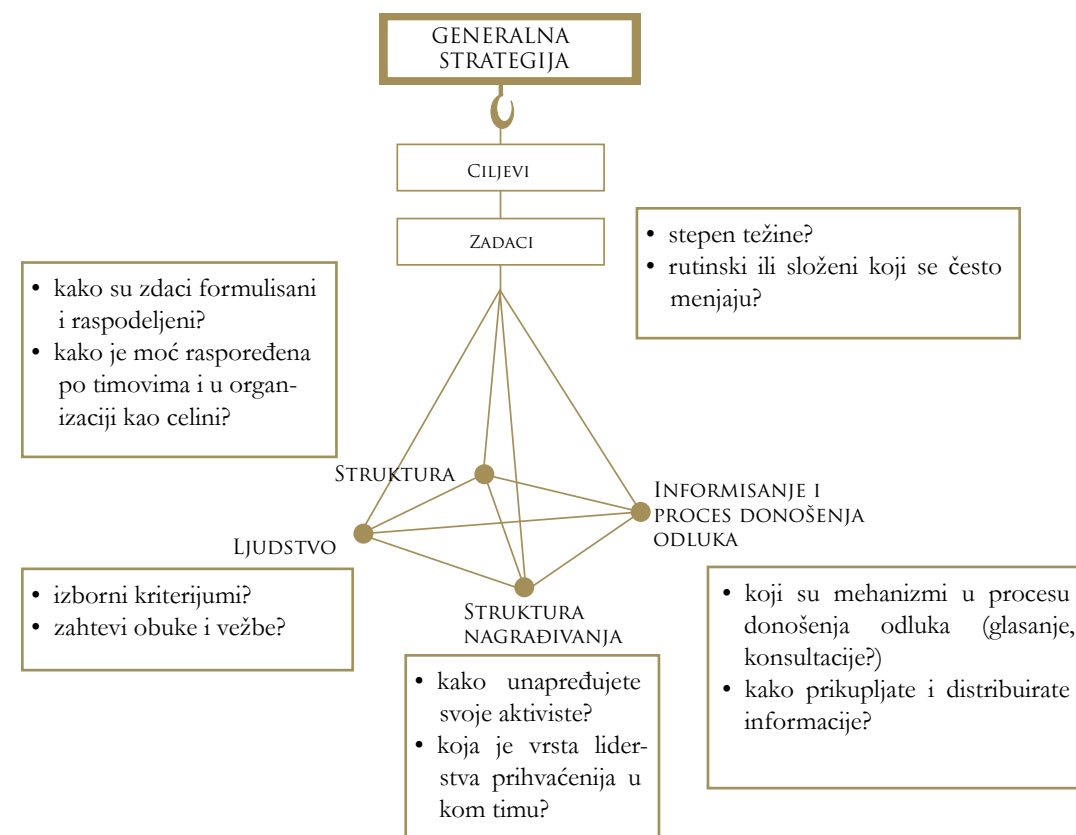 GENERALNA
STRATEGIJA
CILJEVI
ZADACI
• stepen težine?
• rutinski ili složeni koji se često
menjaju?
• kako su zdaci formulisani
i raspodeljeni?
• kako je moć raspoređena
po timovima i u organ-
izaciji kao celini?
STRUKTURA
INFORMISANJE I
PROCES DONOŠENJA
ODLUKA
LJUDSTVO
• izborni kriterijumi?
• zahtevi obuke i vežbe?
STRUKTURA
NAGRAĐIVANJA
• kako unapređujete
svoje aktiviste?
• koja je vrsta lider-
stva prihvaćenija u
kom timu?
• koji su mehanizmi u procesu
donošenja odluka (glasanje,
konsultacije?)
• kako prikupljate i distribuirate
informacije?